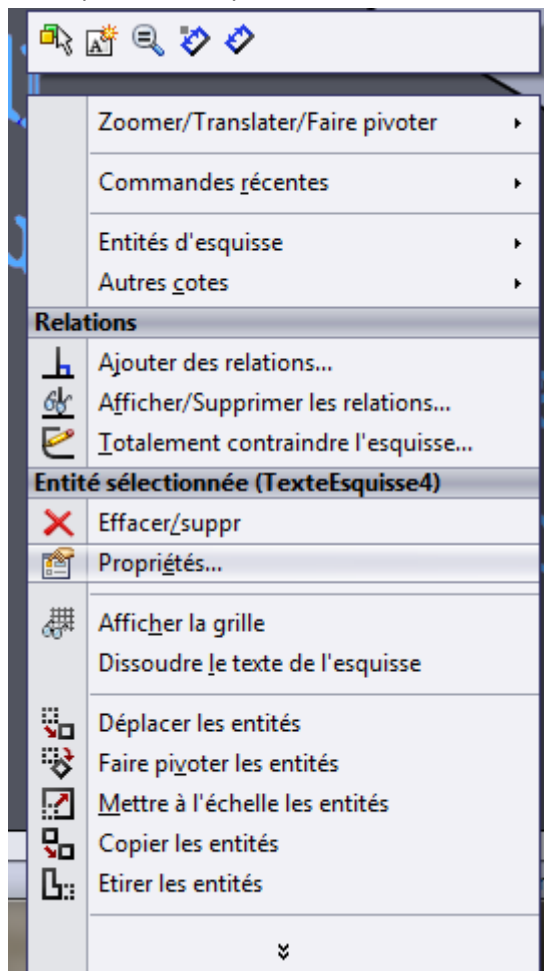 Zoomer/Translater/Faire pivoter
Commandes récentes
Entités d'esquisse
Autres cotes
Relations
Ajouter des relations...
Afficher/Supprimer les relations...
Totalement contraindre l'esquisse...
Entité sélectionnée (TexteEsquisse4)
Effacer/suppr
Propriétés...
Afficher la grille
Dissoudre le texte de l'esquisse
Déplacer les entités
Faire pivoter les entités
Mettre à l'échelle les entités
Copier les entités
Etirer les entités